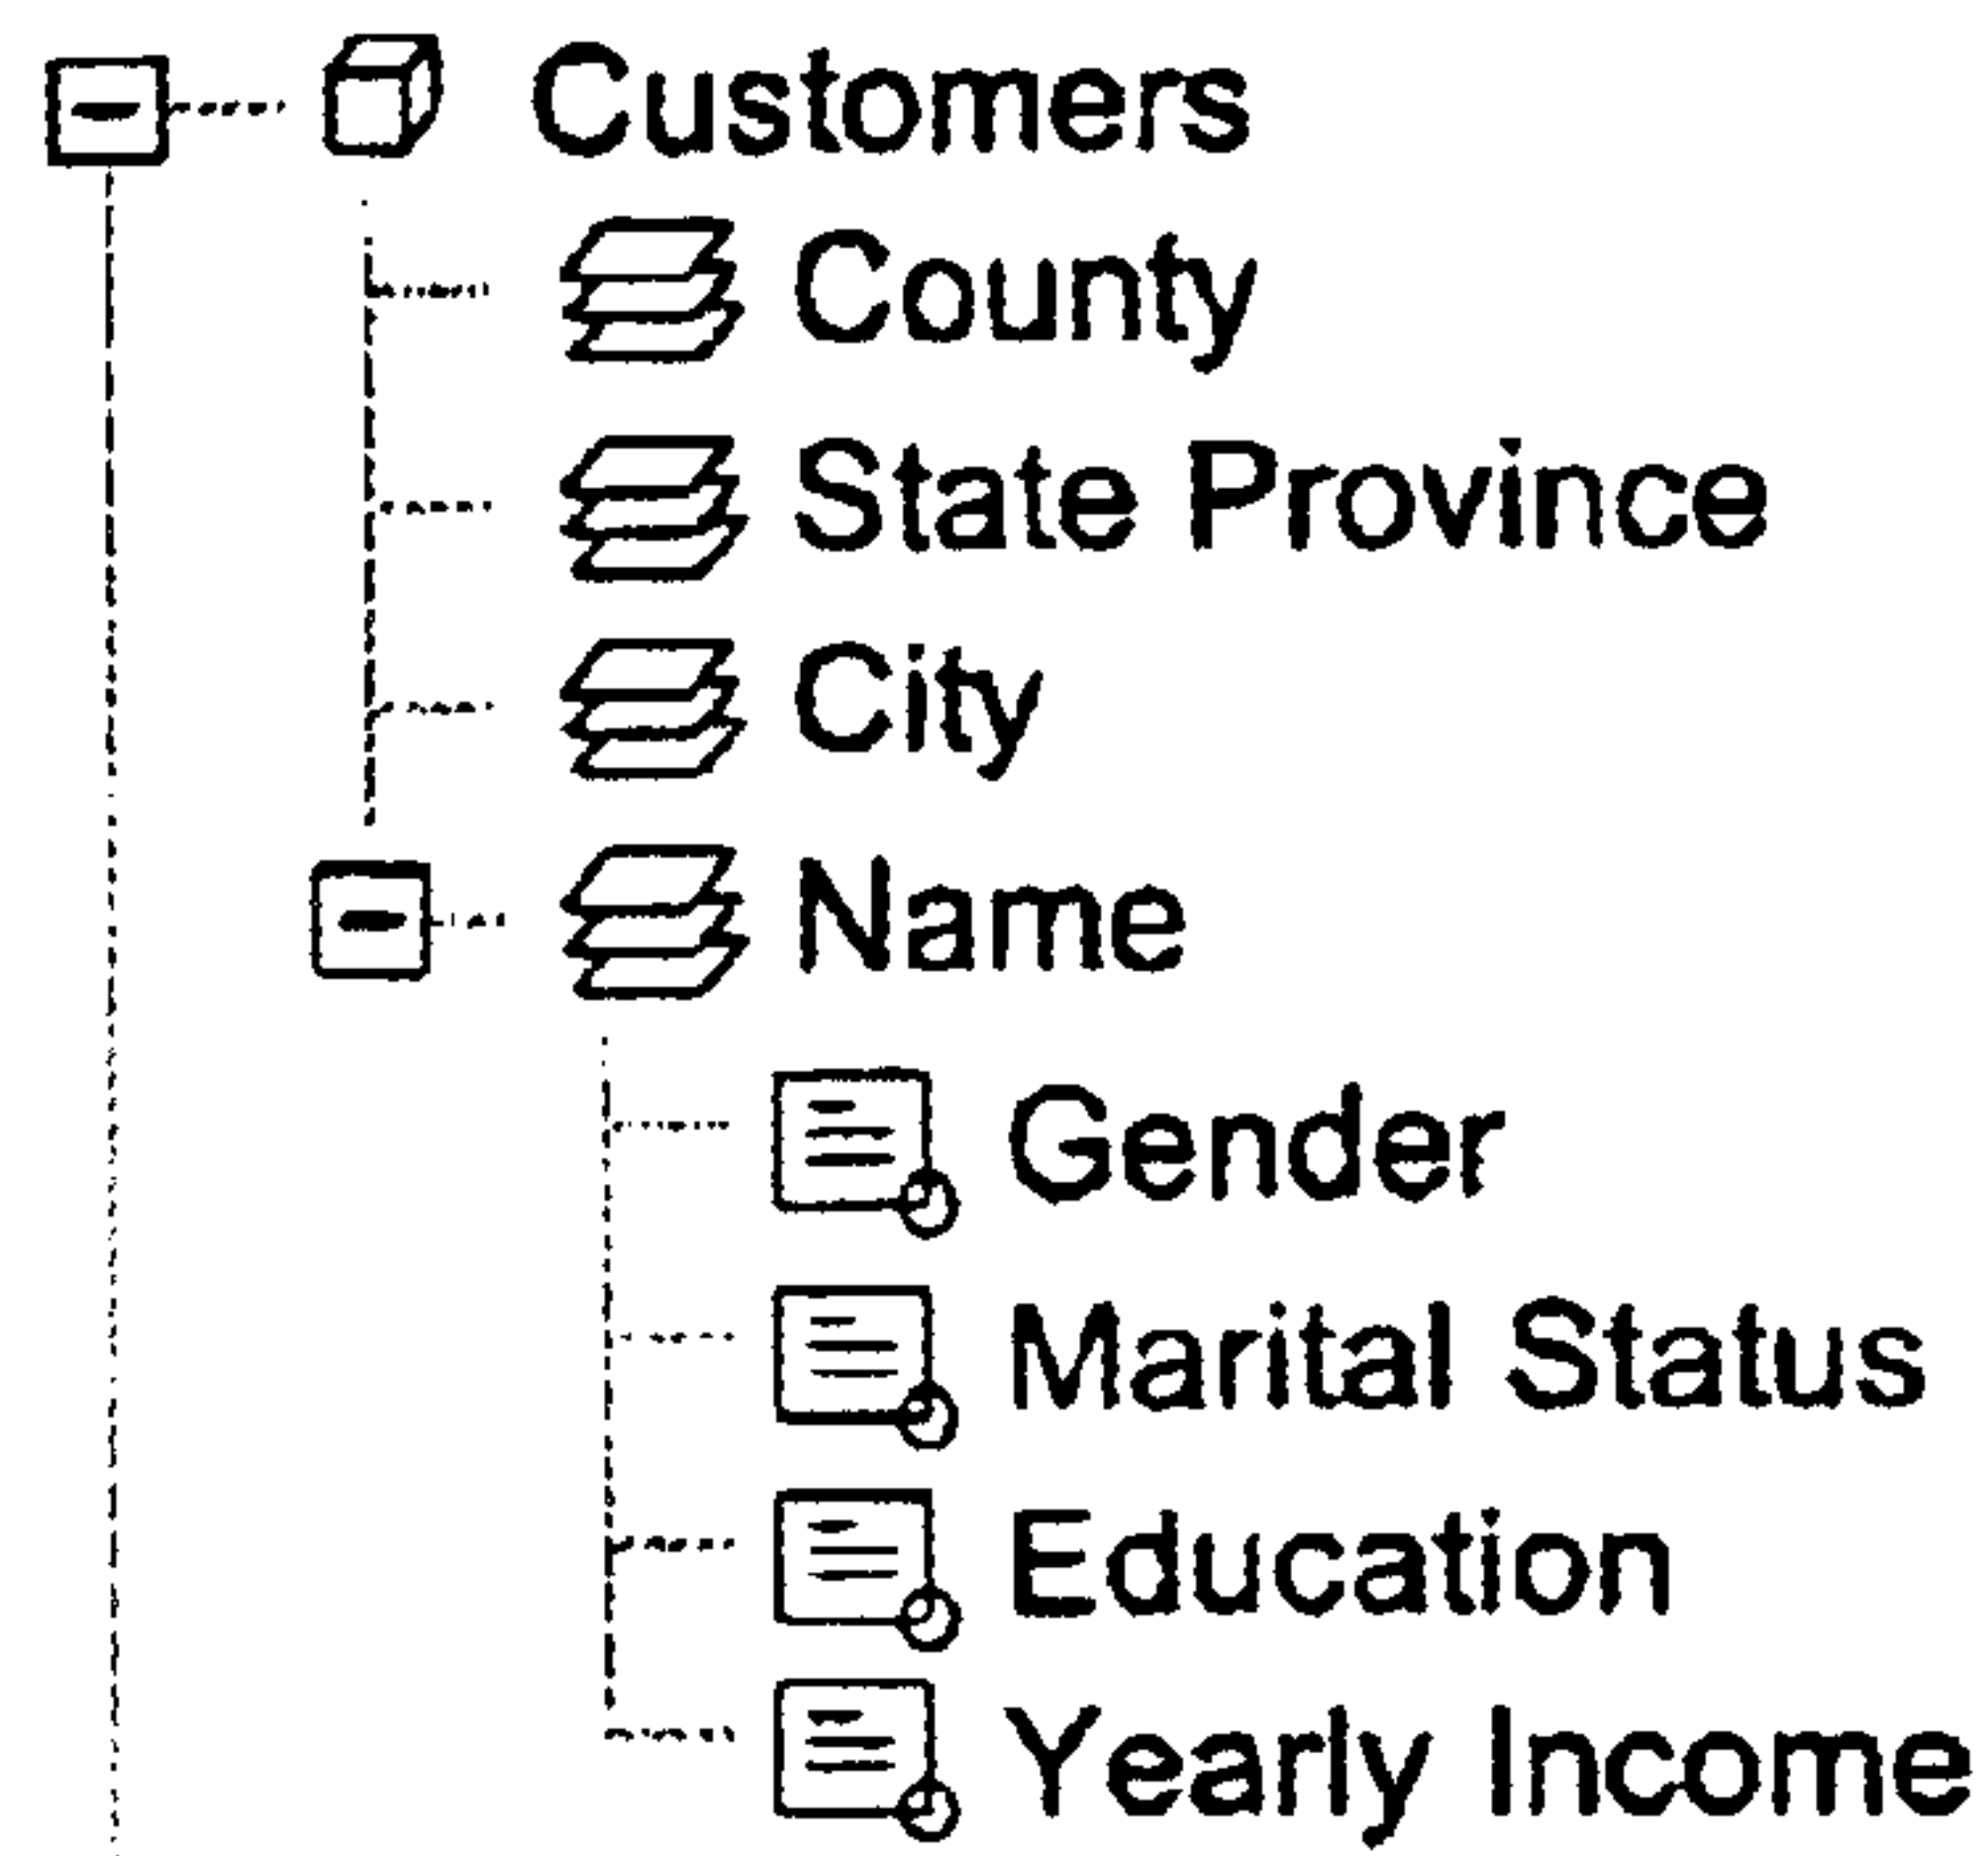 Customers
County
State Province
City
Name
Gender
Marital Status
Education
Yearly Income